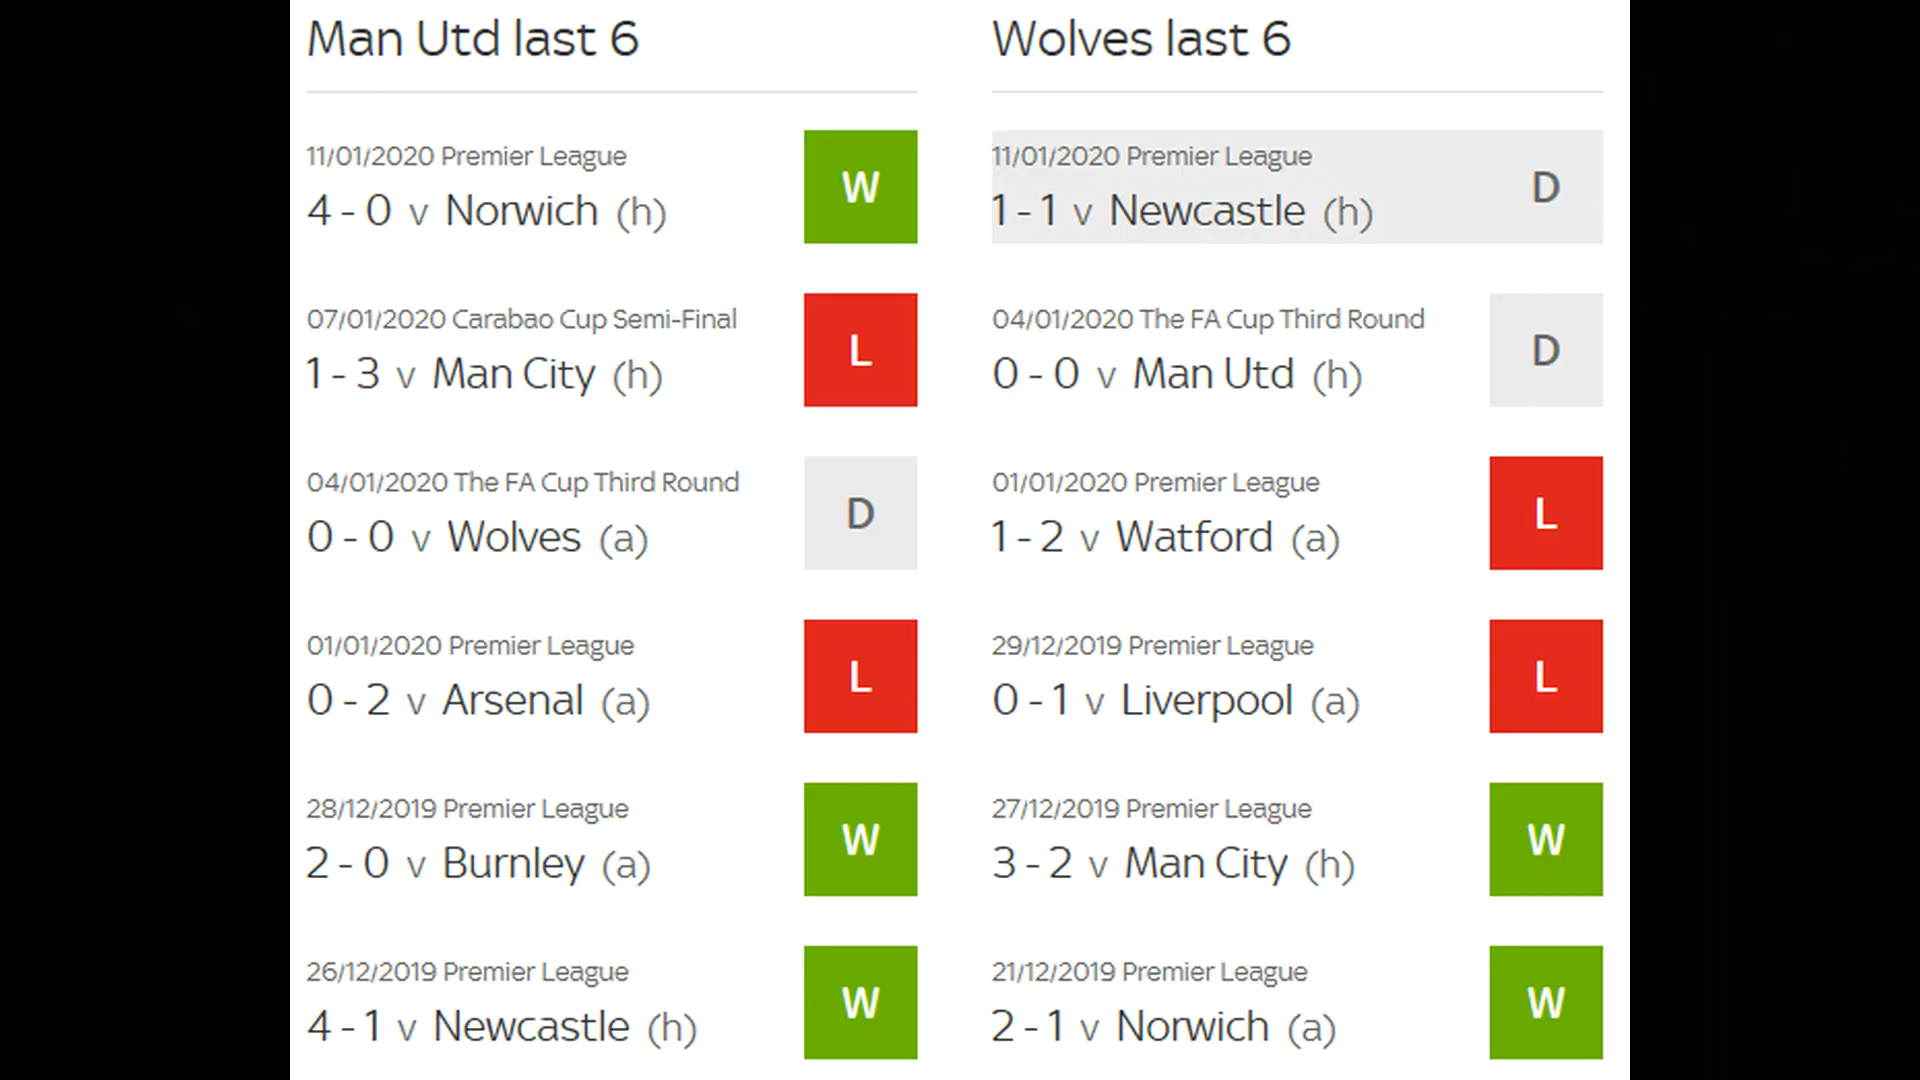 Man Utd last 6
11/01/2020 Premier League
4 - 0 v Norwich (h)
W
07/01/2020 Carabao Cup Semi-Final
1 - 3 v Man City (h)
L
04/01/2020 The FA Cup Third Round
0 - 0 v Wolves (a)
D
01/01/2020 Premier League
0 - 2 v Arsenal (a)
L
28/12/2019 Premier League
2 - 0 v Burnley (a)
W
26/12/2019 Premier League
4 - 1 v Newcastle (h)
W
Wolves last 6
11/01/2020 Premier League
1 - 1 v Newcastle (h)
D
04/01/2020 The FA Cup Third Round
0 - 0 v Man Utd (h)
D
01/01/2020 Premier League
1 - 2 v Watford (a)
L
29/12/2019 Premier League
0 - 1 v Liverpool (a)
L
27/12/2019 Premier League
3 - 2 v Man City (h)
W
21/12/2019 Premier League
2 - 1 v Norwich (a)
W